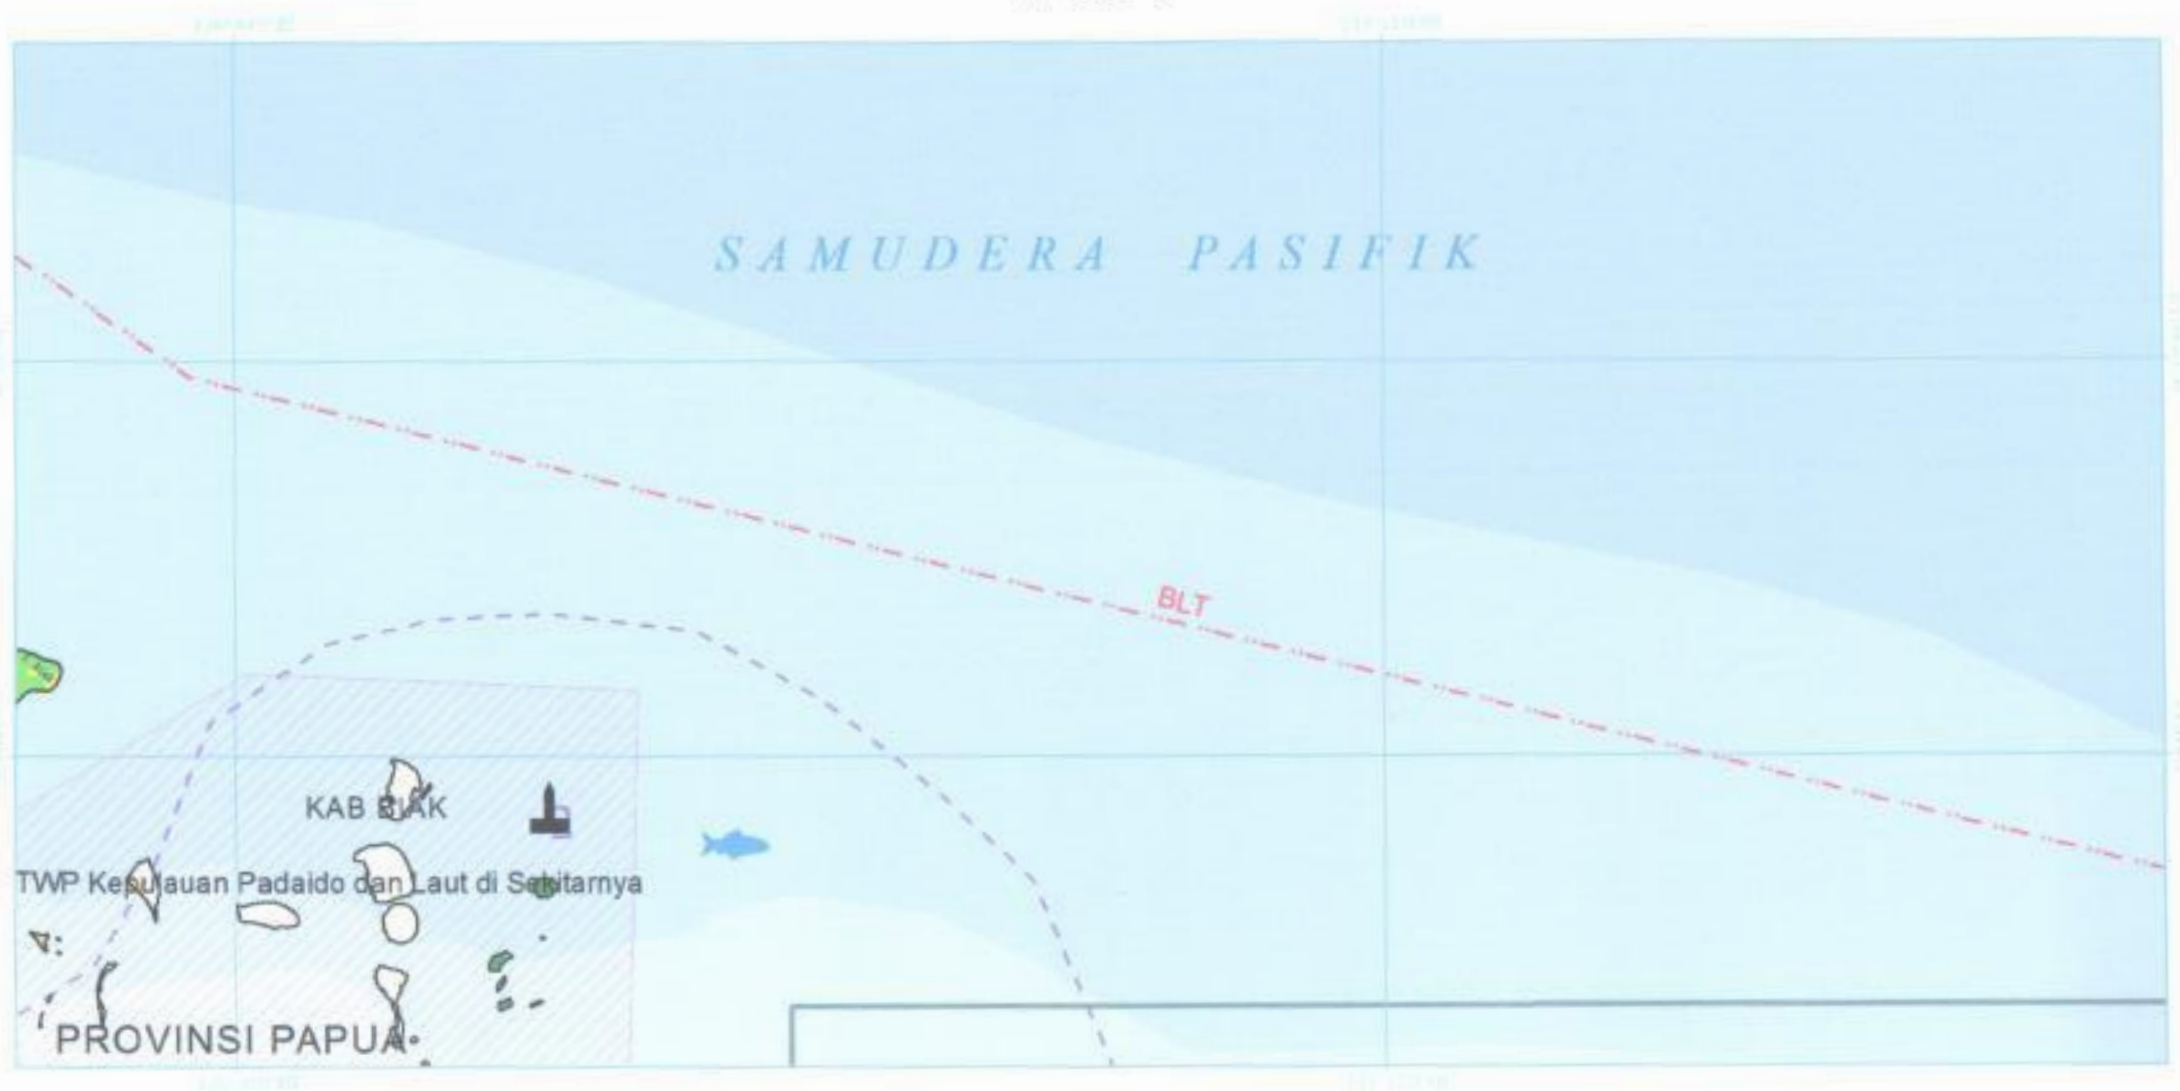 SAMUDERA PASIFIK
BLT
KAB BIAK
TWP Kepulauan Padaido dan Laut di Sekitarnya
PROVINSI PAPUA